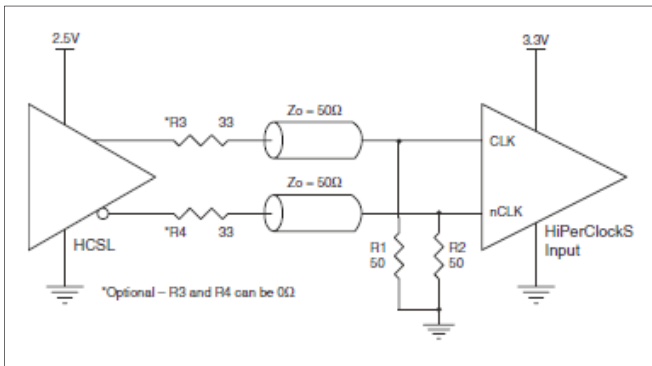 2.5V
3.3V
Zo = 50Ω
*R3 33
CLK
Zo = 50Ω
nCLK
*R4 33
HCSL
HiPerClockS
Input
R1
50
R2
50
*Optional – R3 and R4 can be 0Ω